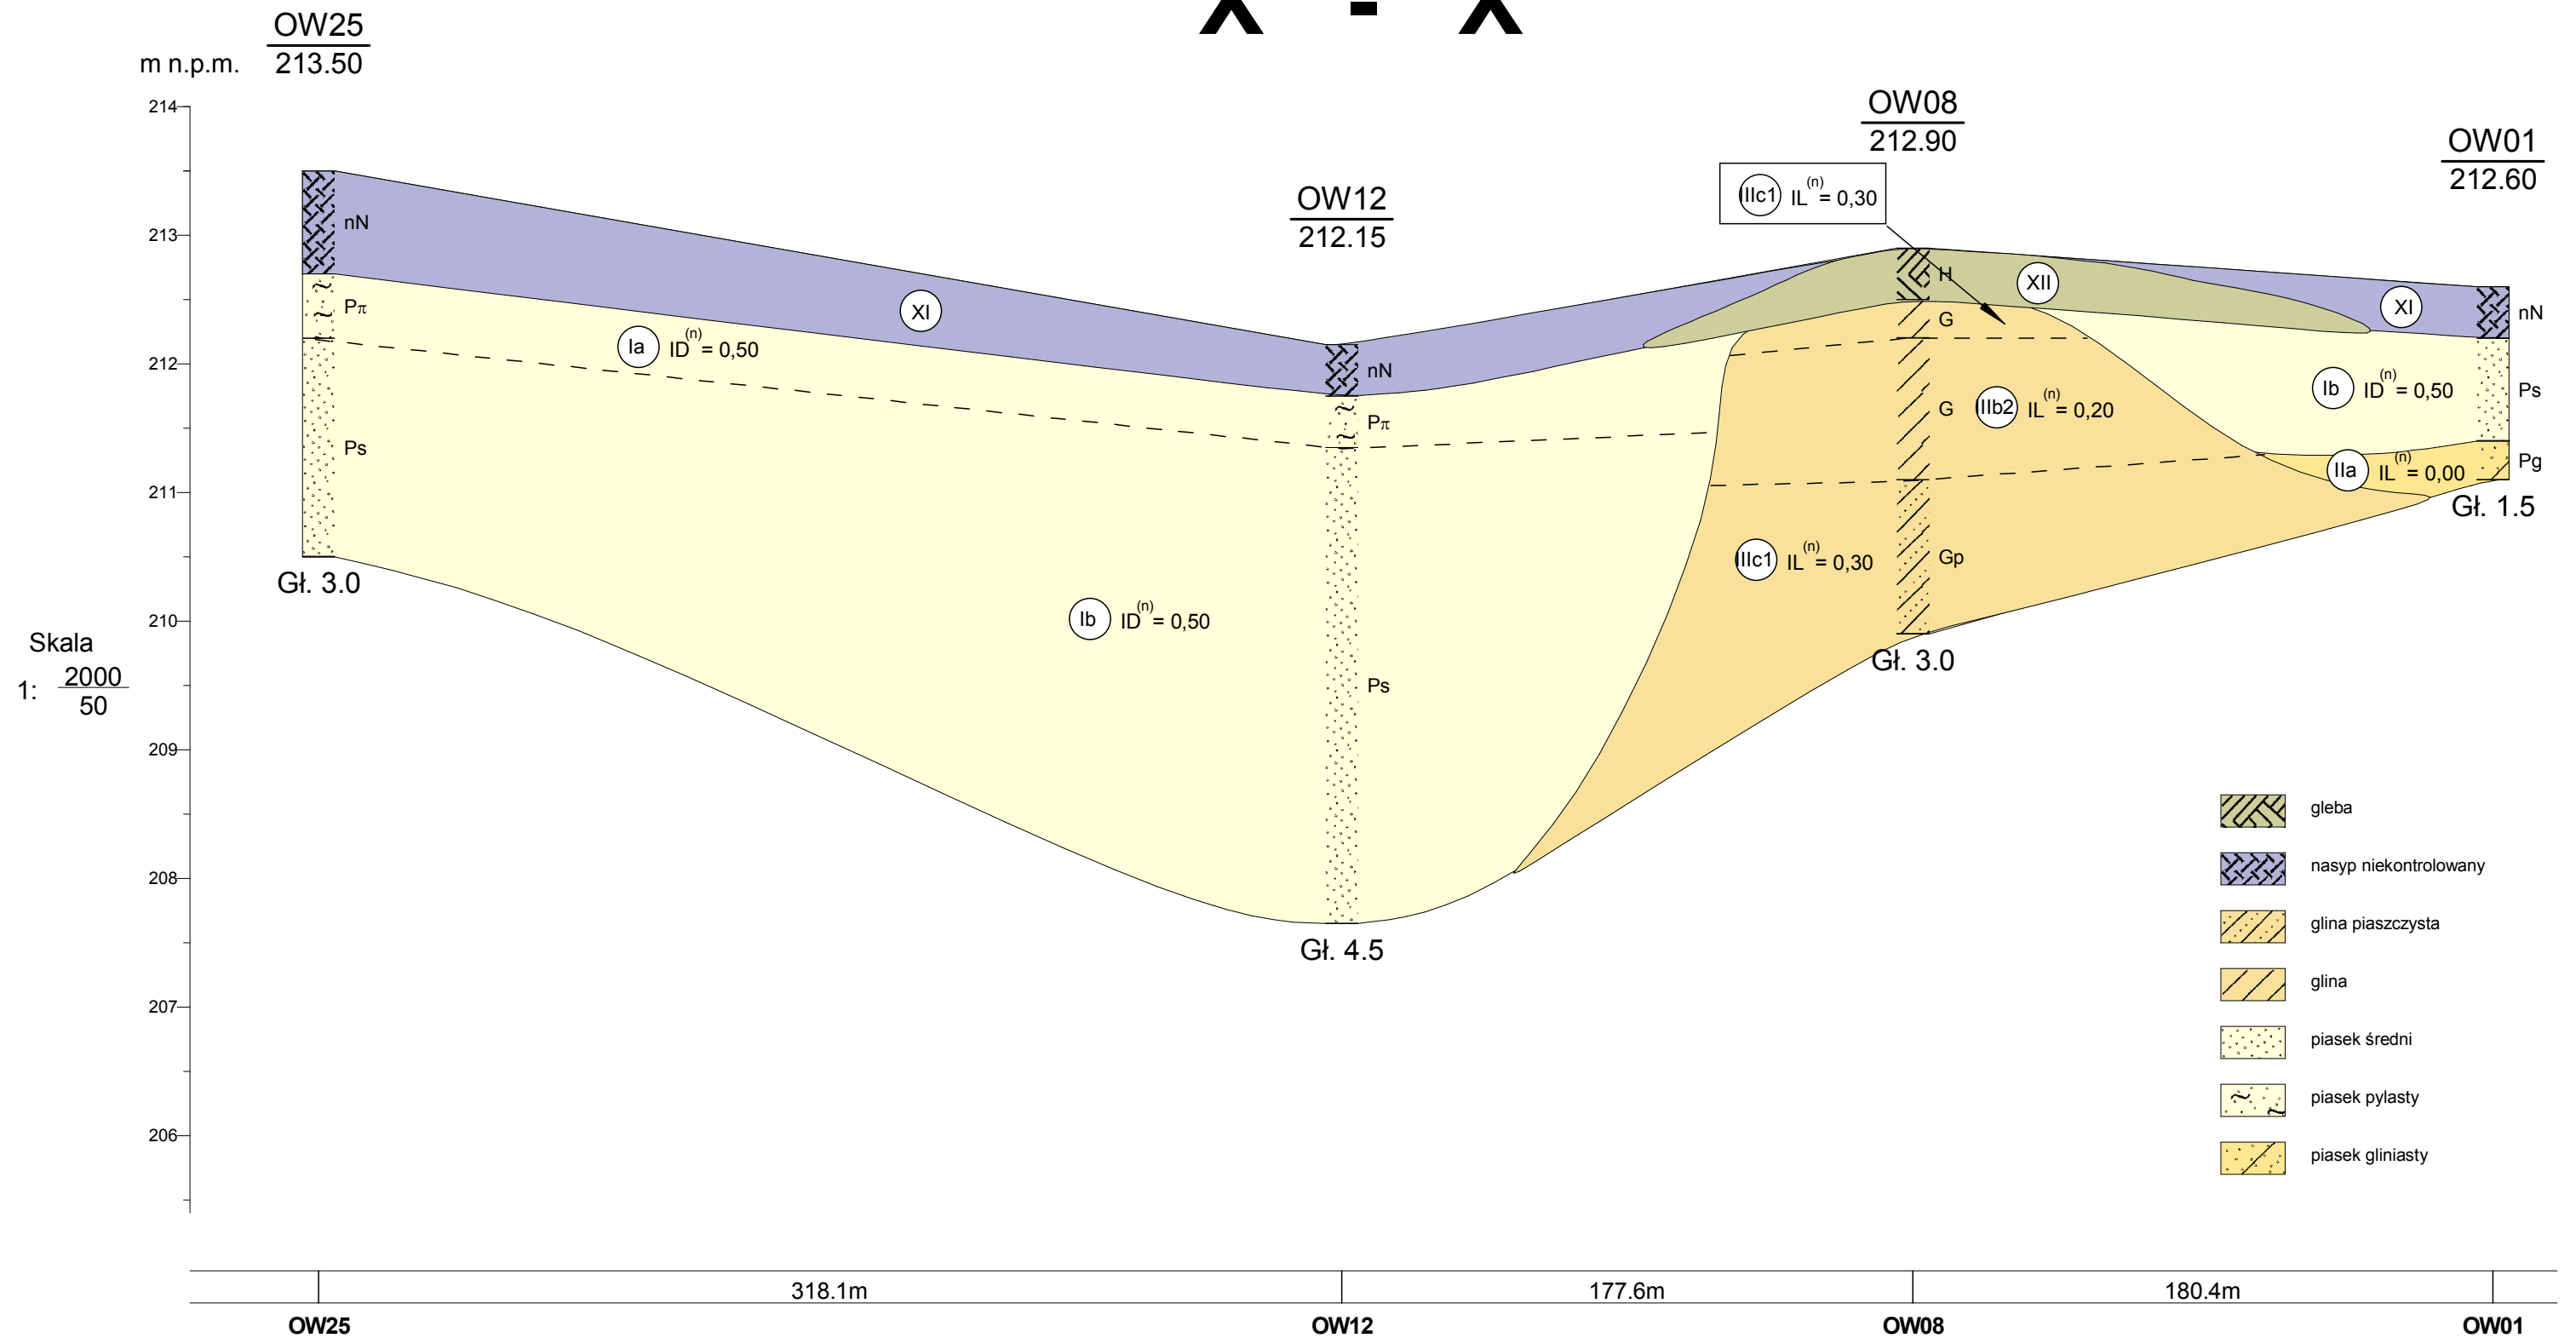 X - X
OW25
213.50
m n.p.m.
OW12
212.15
OW08
212.90
OW01
212.60
214
213
212
211
210
209
208
207
206
Skala
1: 2000
50
nN
Pπ
Ps
Gł. 3.0
XI
Ia ID(n) = 0,50
Ib ID(n) = 0,50
nN
Pπ
Ps
Gł. 4.5
IIIc1 IL(n) = 0,30
H
XII
G
G
IIIb2 IL(n) = 0,20
IIIc1 IL(n) = 0,30
Gp
Gł. 3.0
XI
nN
Ib ID(n) = 0,50
Ps
IIa IL(n) = 0,00
Pg
Gł. 1.5
gleba
nasyp niekontrolowany
glina piaszczysta
glina
piasek średni
piasek pylasty
piasek gliniasty
318.1m
177.6m
180.4m
OW25
OW12
OW08
OW01